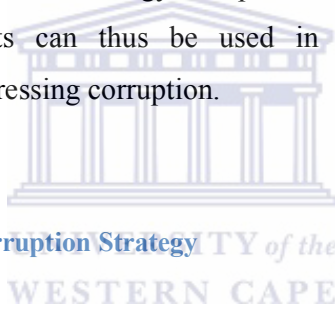 ts can thus be used in
ressing corruption.
rruption Strategy
UNIVERSITY of the
WESTERN CAPE